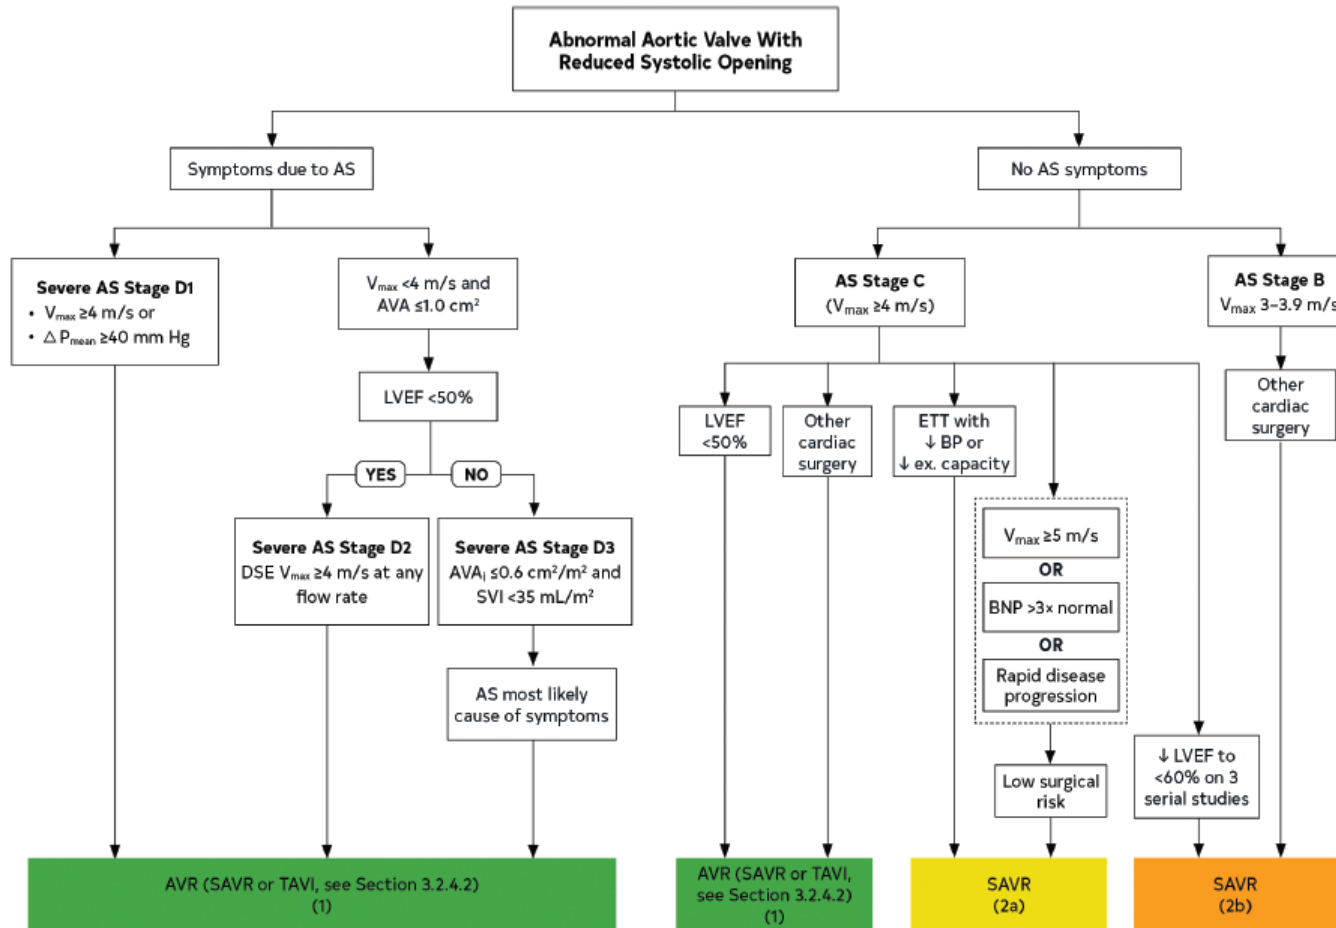 Abnormal Aortic Valve With
Reduced Systolic Opening
Symptoms due to AS
No AS symptoms
Severe AS Stage D1
• Vmax ≥4 m/s or
• △ Pmean ≥40 mm Hg
Vmax <4 m/s and
AVA ≤1.0 cm²
AS Stage C
(Vmax ≥4 m/s)
AS Stage B
Vmax 3–3.9 m/s
LVEF <50%
LVEF
<50%
Other
cardiac
surgery
ETT with
↓ BP or
↓ ex. capacity
Other
cardiac
surgery
YES
NO
Severe AS Stage D2
DSE Vmax ≥4 m/s at any
flow rate
Severe AS Stage D3
AVAi ≤0.6 cm²/m² and
SVI <35 mL/m²
Vmax ≥5 m/s
OR
BNP >3× normal
OR
Rapid disease
progression
AS most likely
cause of symptoms
Low surgical
risk
↓ LVEF to
<60% on 3
serial studies
AVR (SAVR or TAVI, see Section 3.2.4.2)
(1)
AVR (SAVR or TAVI,
see Section 3.2.4.2)
(1)
SAVR
(2a)
SAVR
(2b)